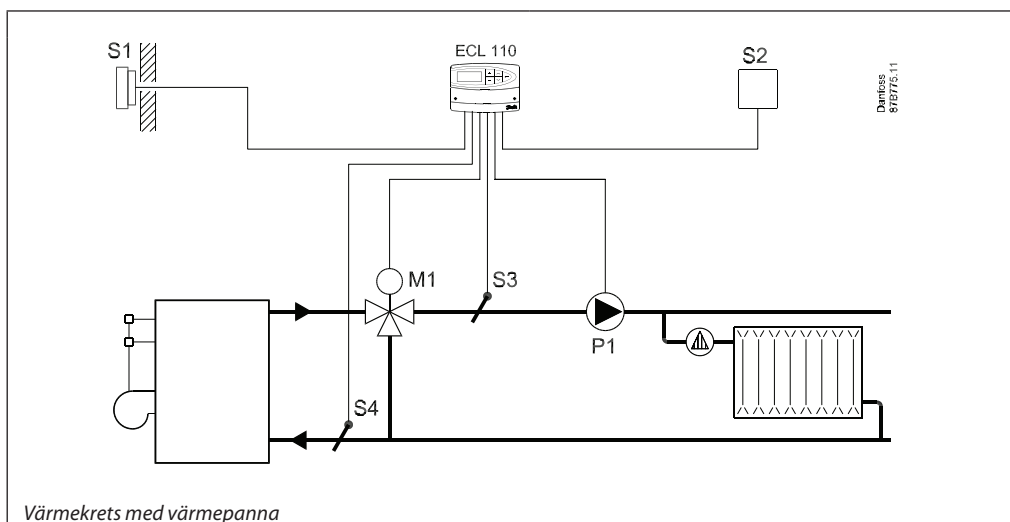 S1
ECL 110
S2
Danfoss
87B775.11
M1
S3
P1
S4
Värmekrets med värmepanna